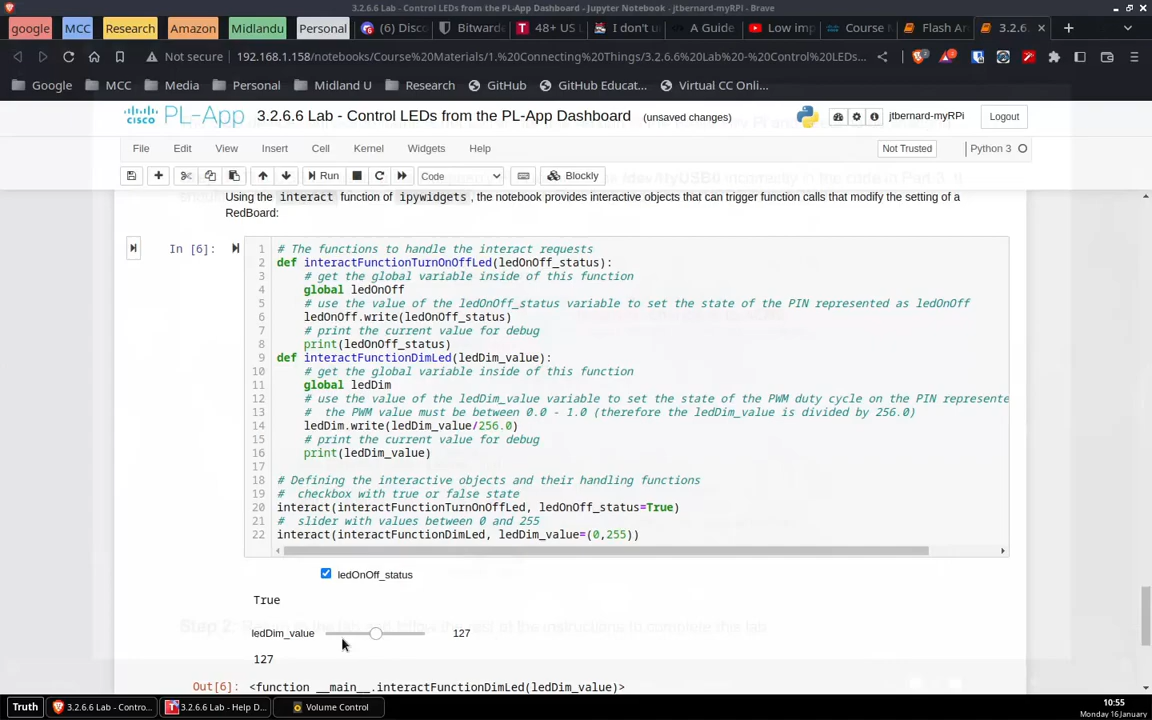 3.2.6.6 Lab - Control LEDs from the PL-App Dashboard - Jupyter Notebook - jtbernard-myRPI - Brave
google MCC Research Amazon Midlandu Personal (6) Disc Bitward 48+ US I don't u A Guide Low imp Course Flash Ar 3.2.6
Not secure 192.168.1.158/notebooks/Course%20Materials/1.%20Connecting%20Things/3.2.6.6%20Lab%20-%20Control%20LEDs...
Google MCC Media Personal Midland U Research GitHub GitHub Educat... Virtual CC Onli...
CISCO PL-App 3.2.6.6 Lab - Control LEDs from the PL-App Dashboard (unsaved changes) jtbernard-myRPi Logout
File Edit View Insert Cell Kernel Widgets Help Not Trusted Python 3
Run Code Blockly
Using the interact function of ipywidgets , the notebook provides interactive objects that can trigger function calls that modify the setting of a
RedBoard:
In [6]:
1 # The functions to handle the interact requests
2 def interactFunctionTurnOnOffLed(ledOnOff_status):
3 # get the global variable inside of this function
4 global ledOnOff
5 # use the value of the ledOnOff_status variable to set the state of the PIN represented as ledOnOff
6 ledOnOff.write(ledOnOff_status)
7 # print the current value for debug
8 print(ledOnOff_status)
9 def interactFunctionDimLed(ledDim_value):
10 # get the global variable inside of this function
11 global ledDim
12 # use the value of the ledDim_value variable to set the state of the PWM duty cycle on the PIN represente
13 # the PWM value must be between 0.0 - 1.0 (therefore the ledDim_value is divided by 256.0)
14 ledDim.write(ledDim_value/256.0)
15 # print the current value for debug
16 print(ledDim_value)
17
18 # Defining the interactive objects and their handling functions
19 # checkbox with true or false state
20 interact(interactFunctionTurnOnOffLed, ledOnOff_status=True)
21 # slider with values between 0 and 255
22 interact(interactFunctionDimLed, ledDim_value=(0,255))
ledOnOff_status
True
Step 2: follow the rest of the instructions to complete this lab
ledDim_value 127
127
Out[6]: <function __main__.interactFunctionDimLed(ledDim_value)>
Truth 3.2.6.6 Lab - Contro... 3.2.6.6 Lab - Help D... Volume Control 10:55
Monday 16 January